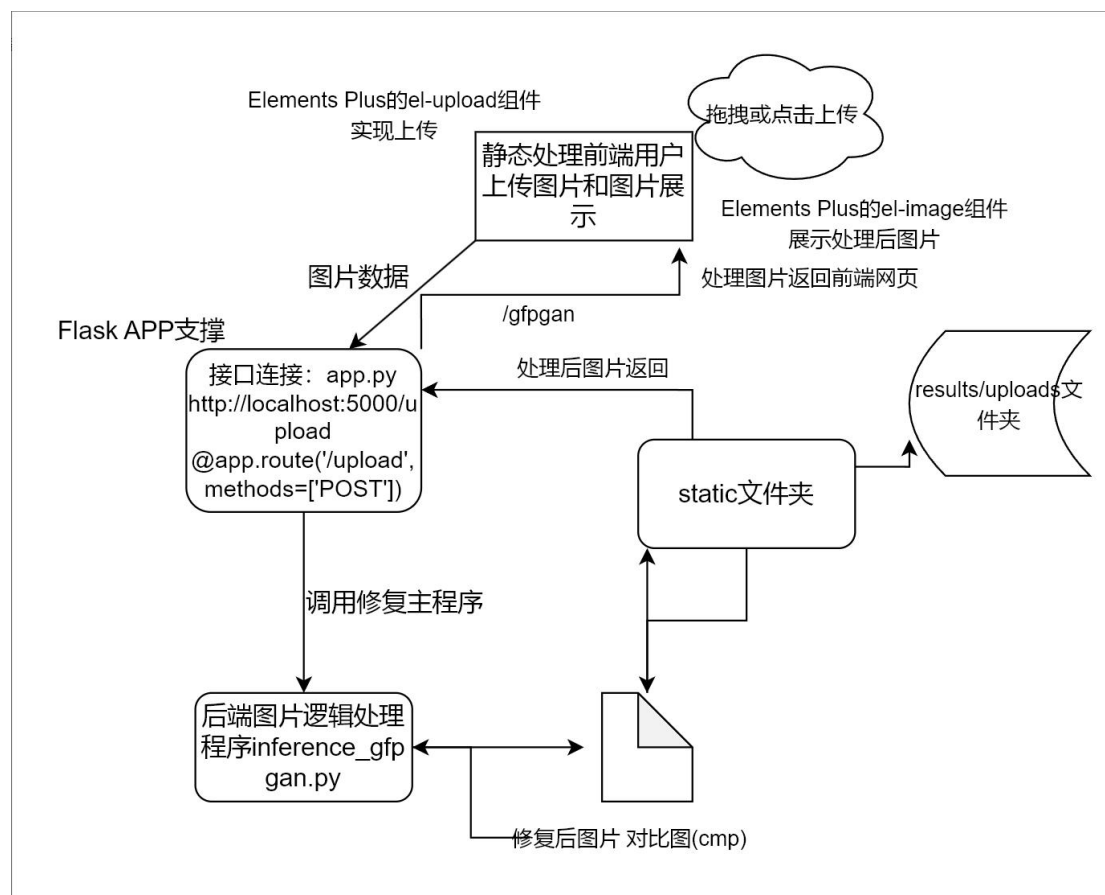 Elements Plus的el-upload组件
实现上传
拖拽或点击上传
静态处理前端用户
上传图片和图片展
示
Elements Plus的el-image组件
展示处理后图片
图片数据
处理图片返回前端网页
/gfpgan
Flask APP支撑
接口连接：app.py
http://localhost:5000/u
pload
@app.route('/upload',
methods=['POST'])
处理后图片返回
results/uploads文
件夹
static文件夹
调用修复主程序
后端图片逻辑处理
程序inference_gfp
gan.py
修复后图片 对比图(cmp)